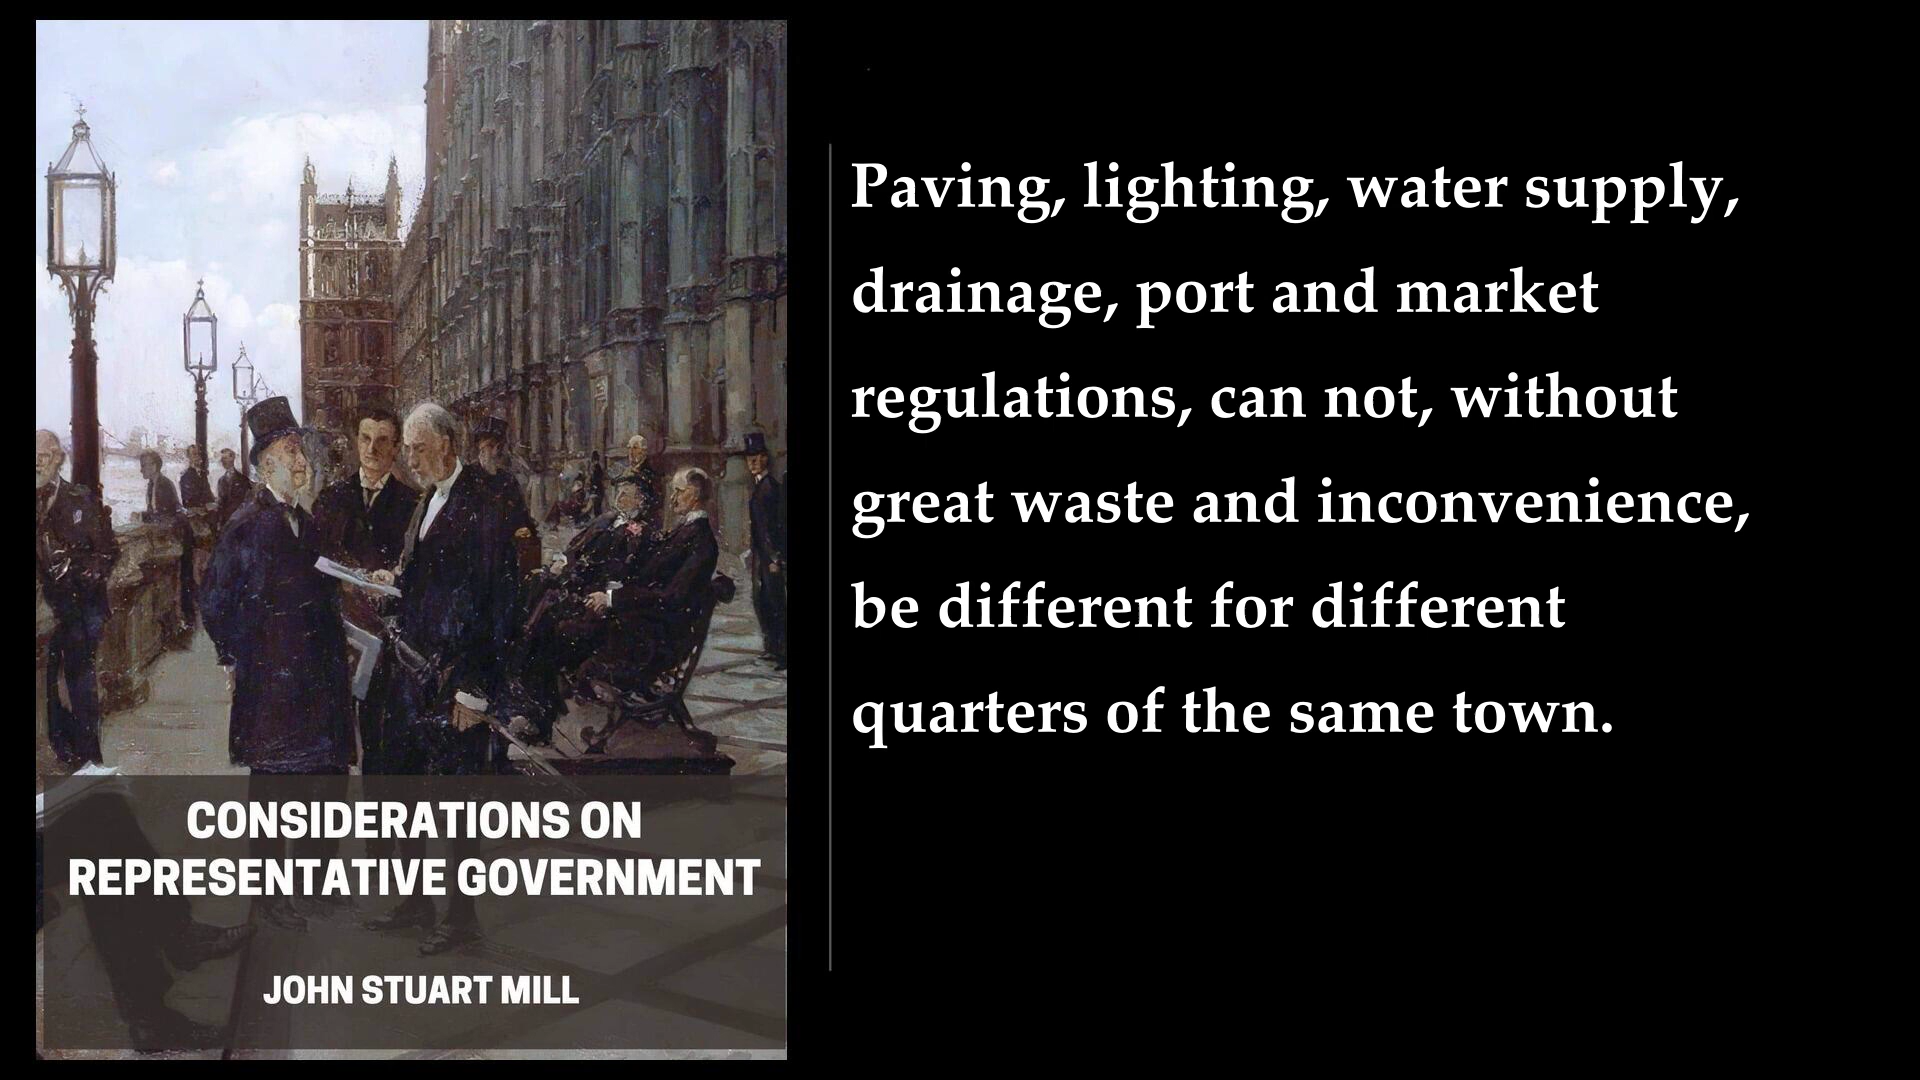 CONSIDERATIONS ON
REPRESENTATIVE GOVERNMENT
JOHN STUART MILL
Paving, lighting, water supply,
drainage, port and market
regulations, can not, without
great waste and inconvenience,
be different for different
quarters of the same town.